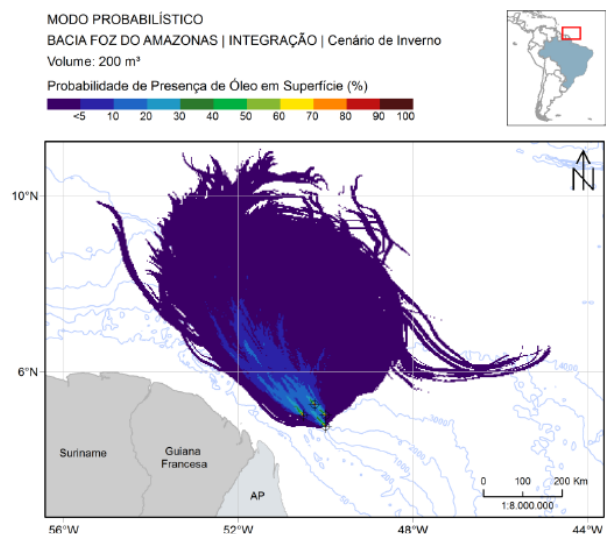 MODO PROBABILÍSTICO
BACIA FOZ DO AMAZONAS | INTEGRAÇÃO | Cenário de Inverno
Volume: 200 m³
Probabilidade de Presença de Óleo em Superfície (%)
<5 10 20 30 40 50 60 70 80 90 100
N
10°N
6°N
4000
3000
Suriname
Guiana
Francesa
AP
0 100 200 Km
1:8.000.000
56°W 52°W 48°W 44°W